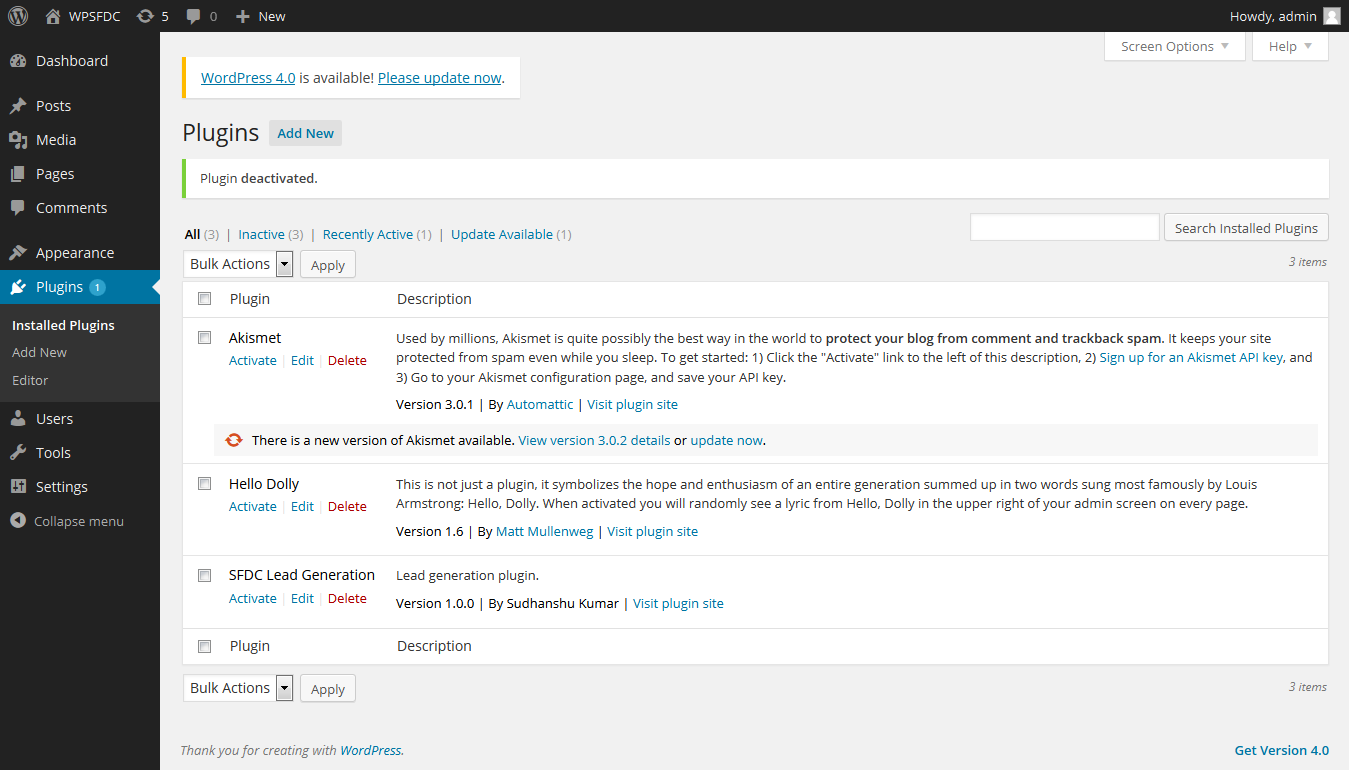 WPSFDC 5 0 New Howdy, admin
Screen Options Help
Dashboard
Posts
Media
Pages
Comments
Appearance
Plugins 1
Installed Plugins
Add New
Editor
Users
Tools
Settings
Collapse menu
WordPress 4.0 is available! Please update now.
Plugins Add New
Plugin deactivated.
All (3) | Inactive (3) | Recently Active (1) | Update Available (1)
Search Installed Plugins
Bulk Actions Apply
3 items
Plugin Description
Akismet
Activate | Edit | Delete
Used by millions, Akismet is quite possibly the best way in the world to protect your blog from comment and trackback spam. It keeps your site
protected from spam even while you sleep. To get started: 1) Click the "Activate" link to the left of this description, 2) Sign up for an Akismet API key, and
3) Go to your Akismet configuration page, and save your API key.
Version 3.0.1 | By Automattic | Visit plugin site
There is a new version of Akismet available. View version 3.0.2 details or update now.
Hello Dolly
Activate | Edit | Delete
This is not just a plugin, it symbolizes the hope and enthusiasm of an entire generation summed up in two words sung most famously by Louis
Armstrong: Hello, Dolly. When activated you will randomly see a lyric from Hello, Dolly in the upper right of your admin screen on every page.
Version 1.6 | By Matt Mullenweg | Visit plugin site
SFDC Lead Generation
Activate | Edit | Delete
Lead generation plugin.
Version 1.0.0 | By Sudhanshu Kumar | Visit plugin site
Plugin Description
Bulk Actions Apply
3 items
Thank you for creating with WordPress.
Get Version 4.0